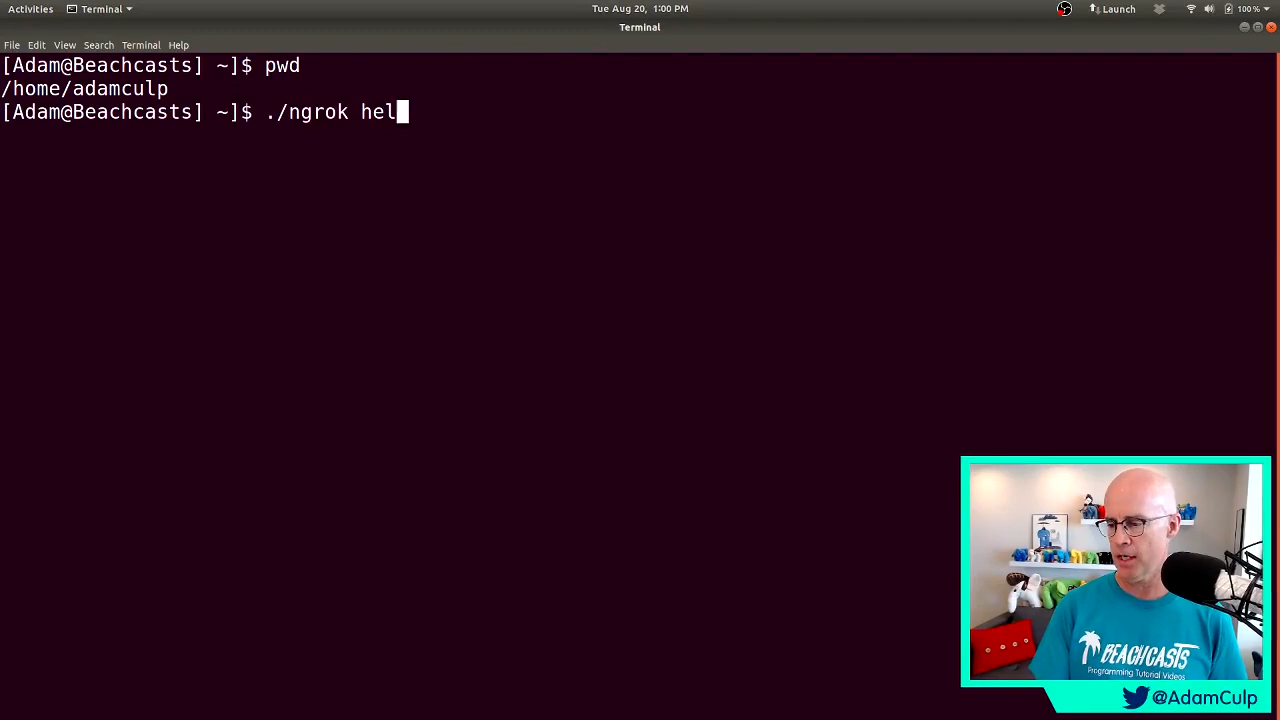 Activities Terminal Tue Aug 20, 1:00 PM Launch 100%
Terminal
File Edit View Search Terminal Help
[Adam@Beachcasts] ~]$ pwd
/home/adamculp
[Adam@Beachcasts] ~]$ ./ngrok hel
BEACHCASTS
Programming Tutorial Videos
@AdamCulp